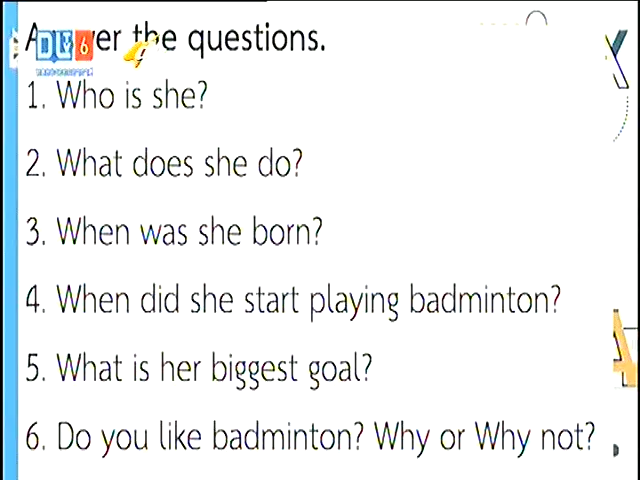 the questions.
1. Who is she?
2. What does she do?
3. When was she born?
4. When did she start playing badminton?
5. What is her biggest goal?
6. Do you like badminton? Why or Why not?